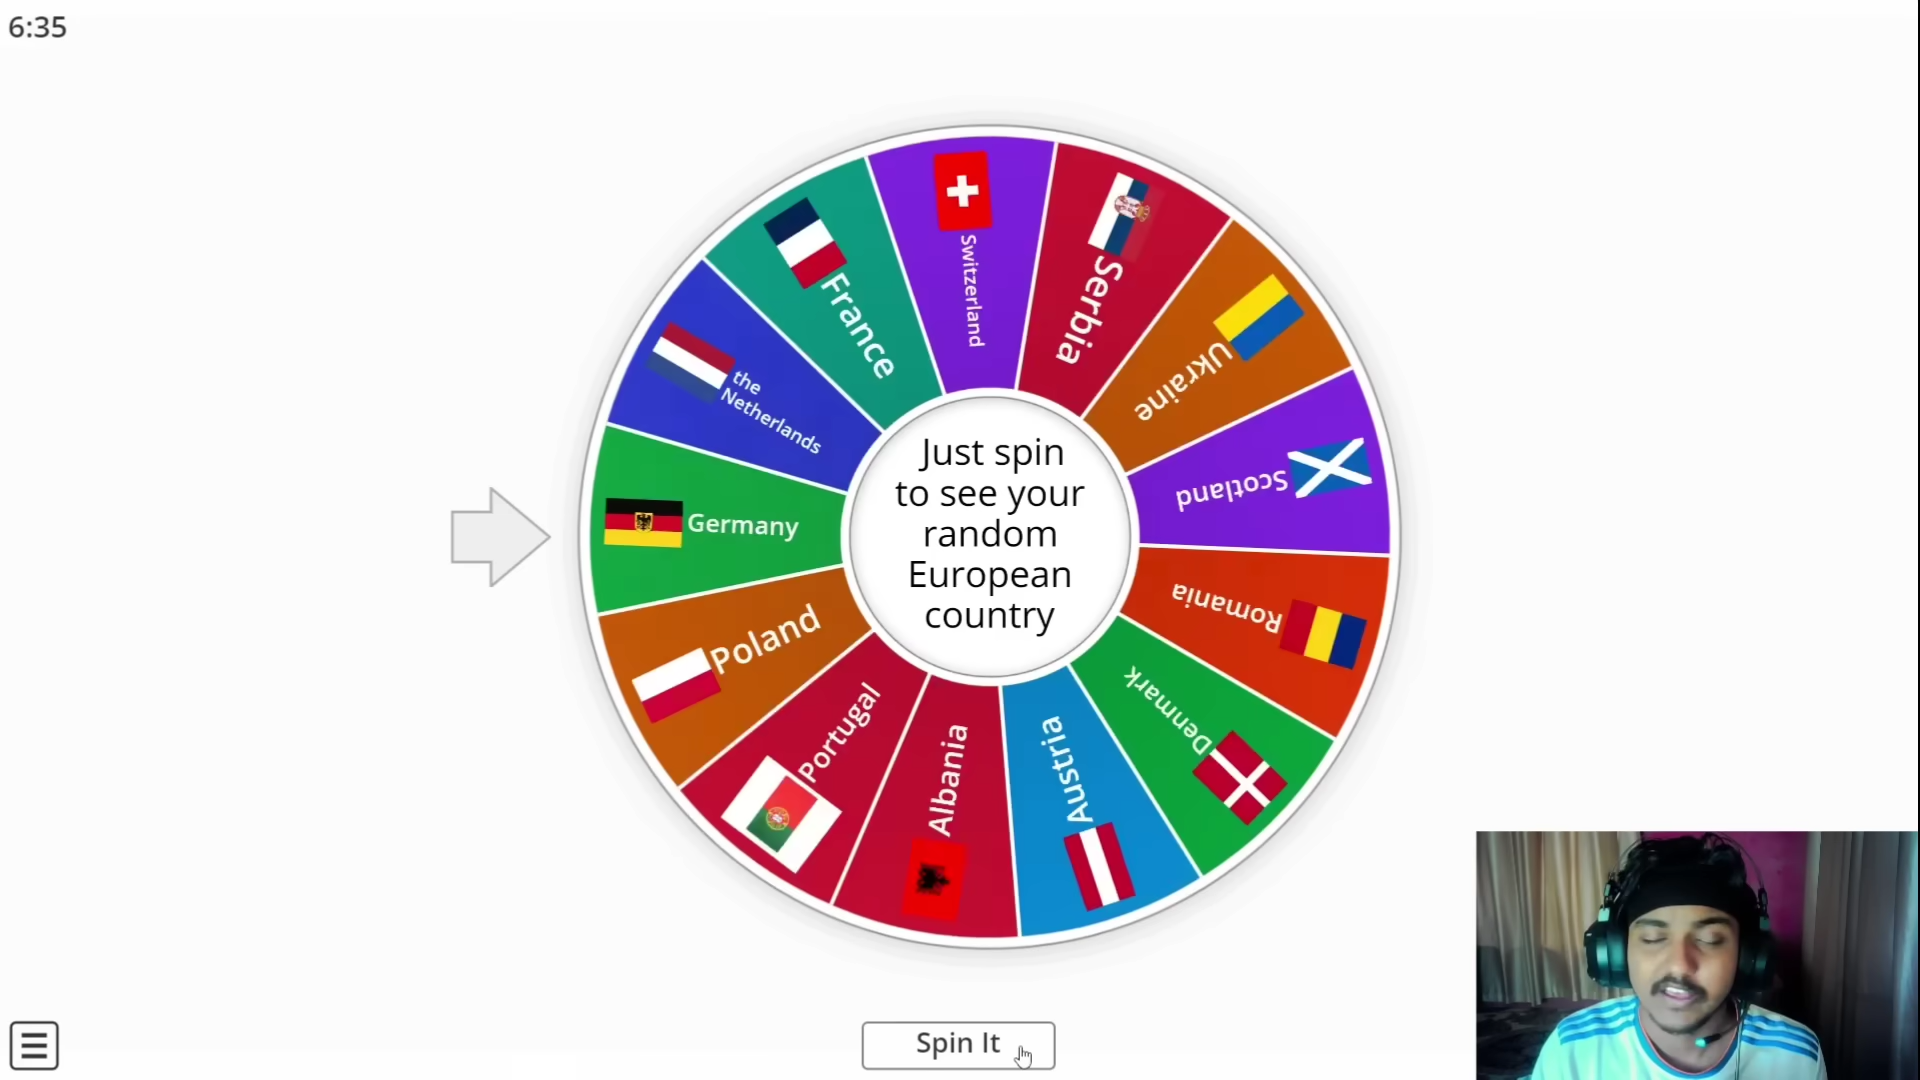 6:35
Switzerland
Serbia
Ukraine
Scotland
Romania
Denmark
Austria
Albania
Portugal
Poland
Germany
the
Netherlands
France
Just spin
to see your
random
European
country
Spin It